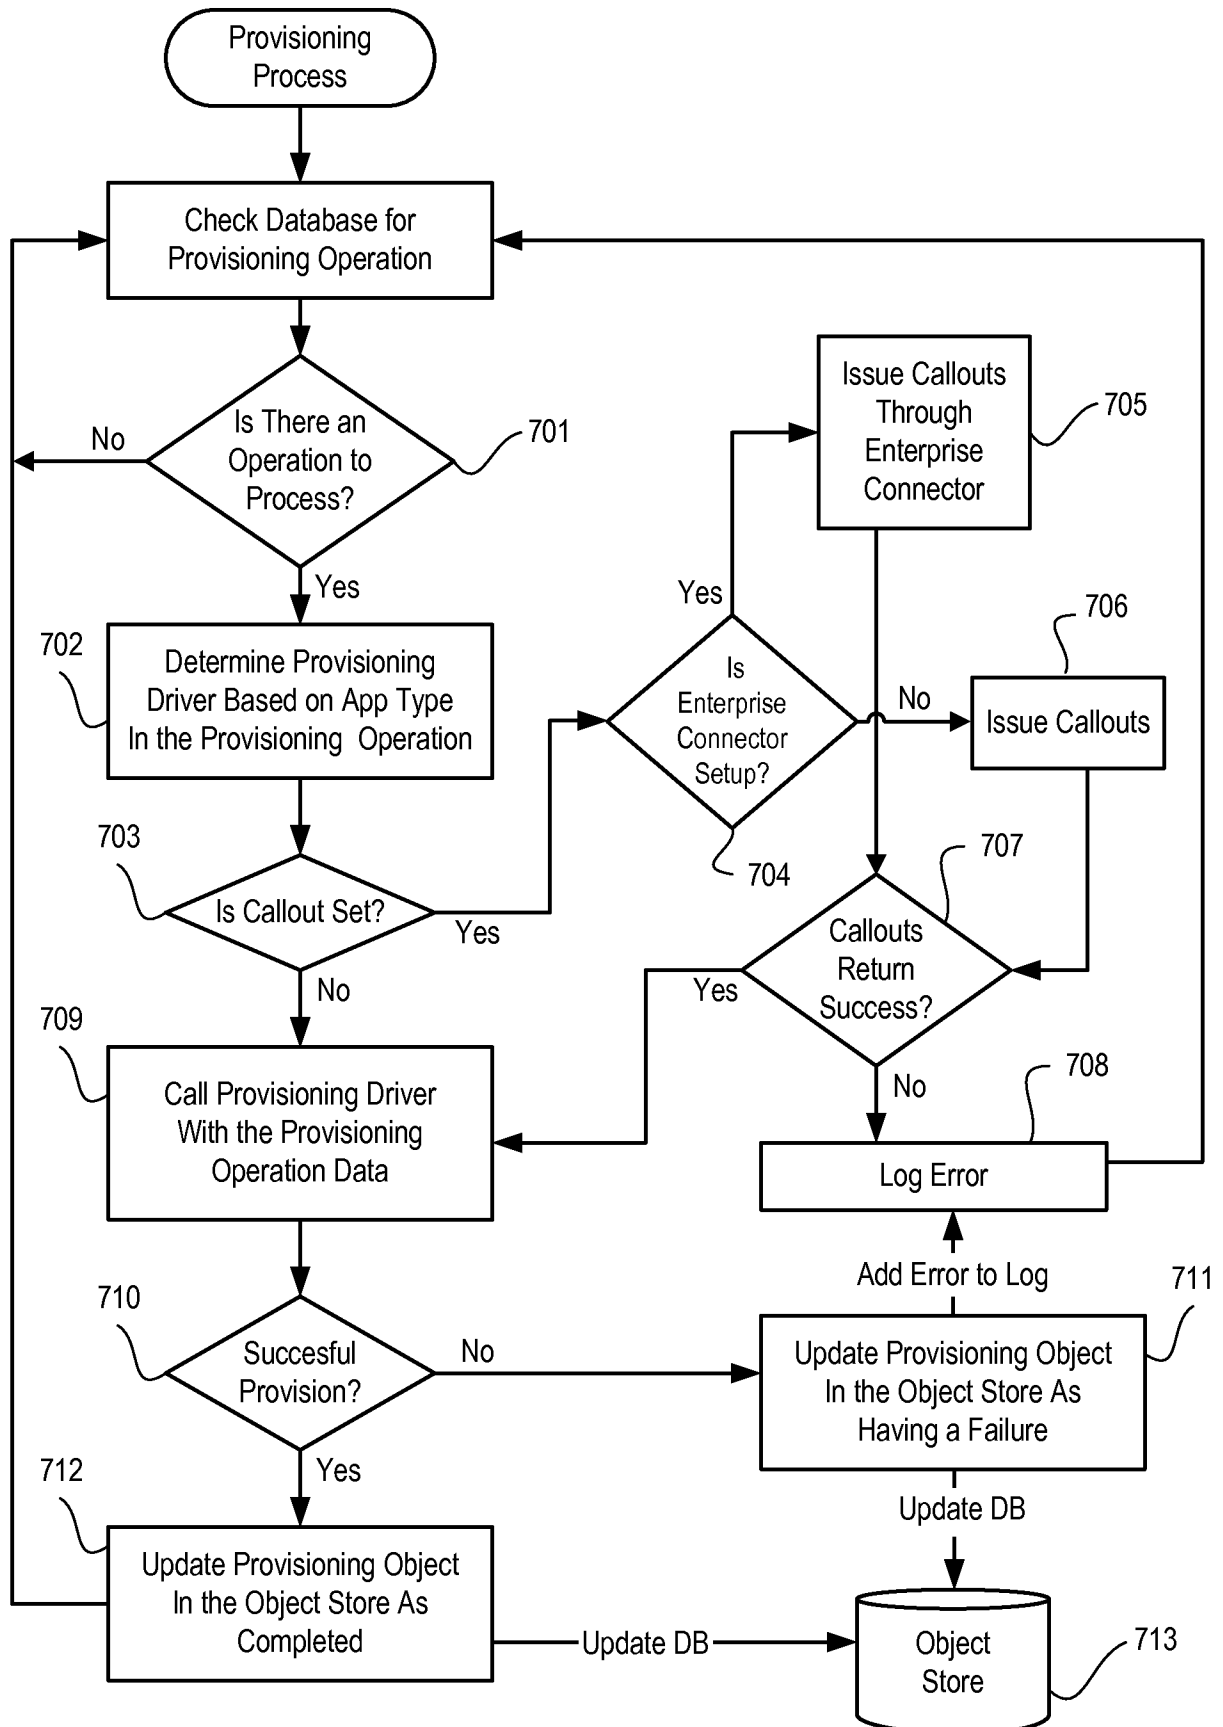 Provisioning
Process
Check Database for
Provisioning Operation
Is There an
Operation to
Process?
701
No
Yes
702
Determine Provisioning
Driver Based on App Type
In the Provisioning Operation
703
Is Callout Set?
Yes
No
Is
Enterprise
Connector
Setup?
704
Yes
No
Issue Callouts
Through
Enterprise
Connector
705
706
Issue Callouts
707
Callouts
Return
Success?
Yes
No
708
Log Error
709
Call Provisioning Driver
With the Provisioning
Operation Data
710
Succesful
Provision?
No
Yes
Add Error to Log
711
Update Provisioning Object
In the Object Store As
Having a Failure
Update DB
712
Update Provisioning Object
In the Object Store As
Completed
Update DB
Object
Store
713